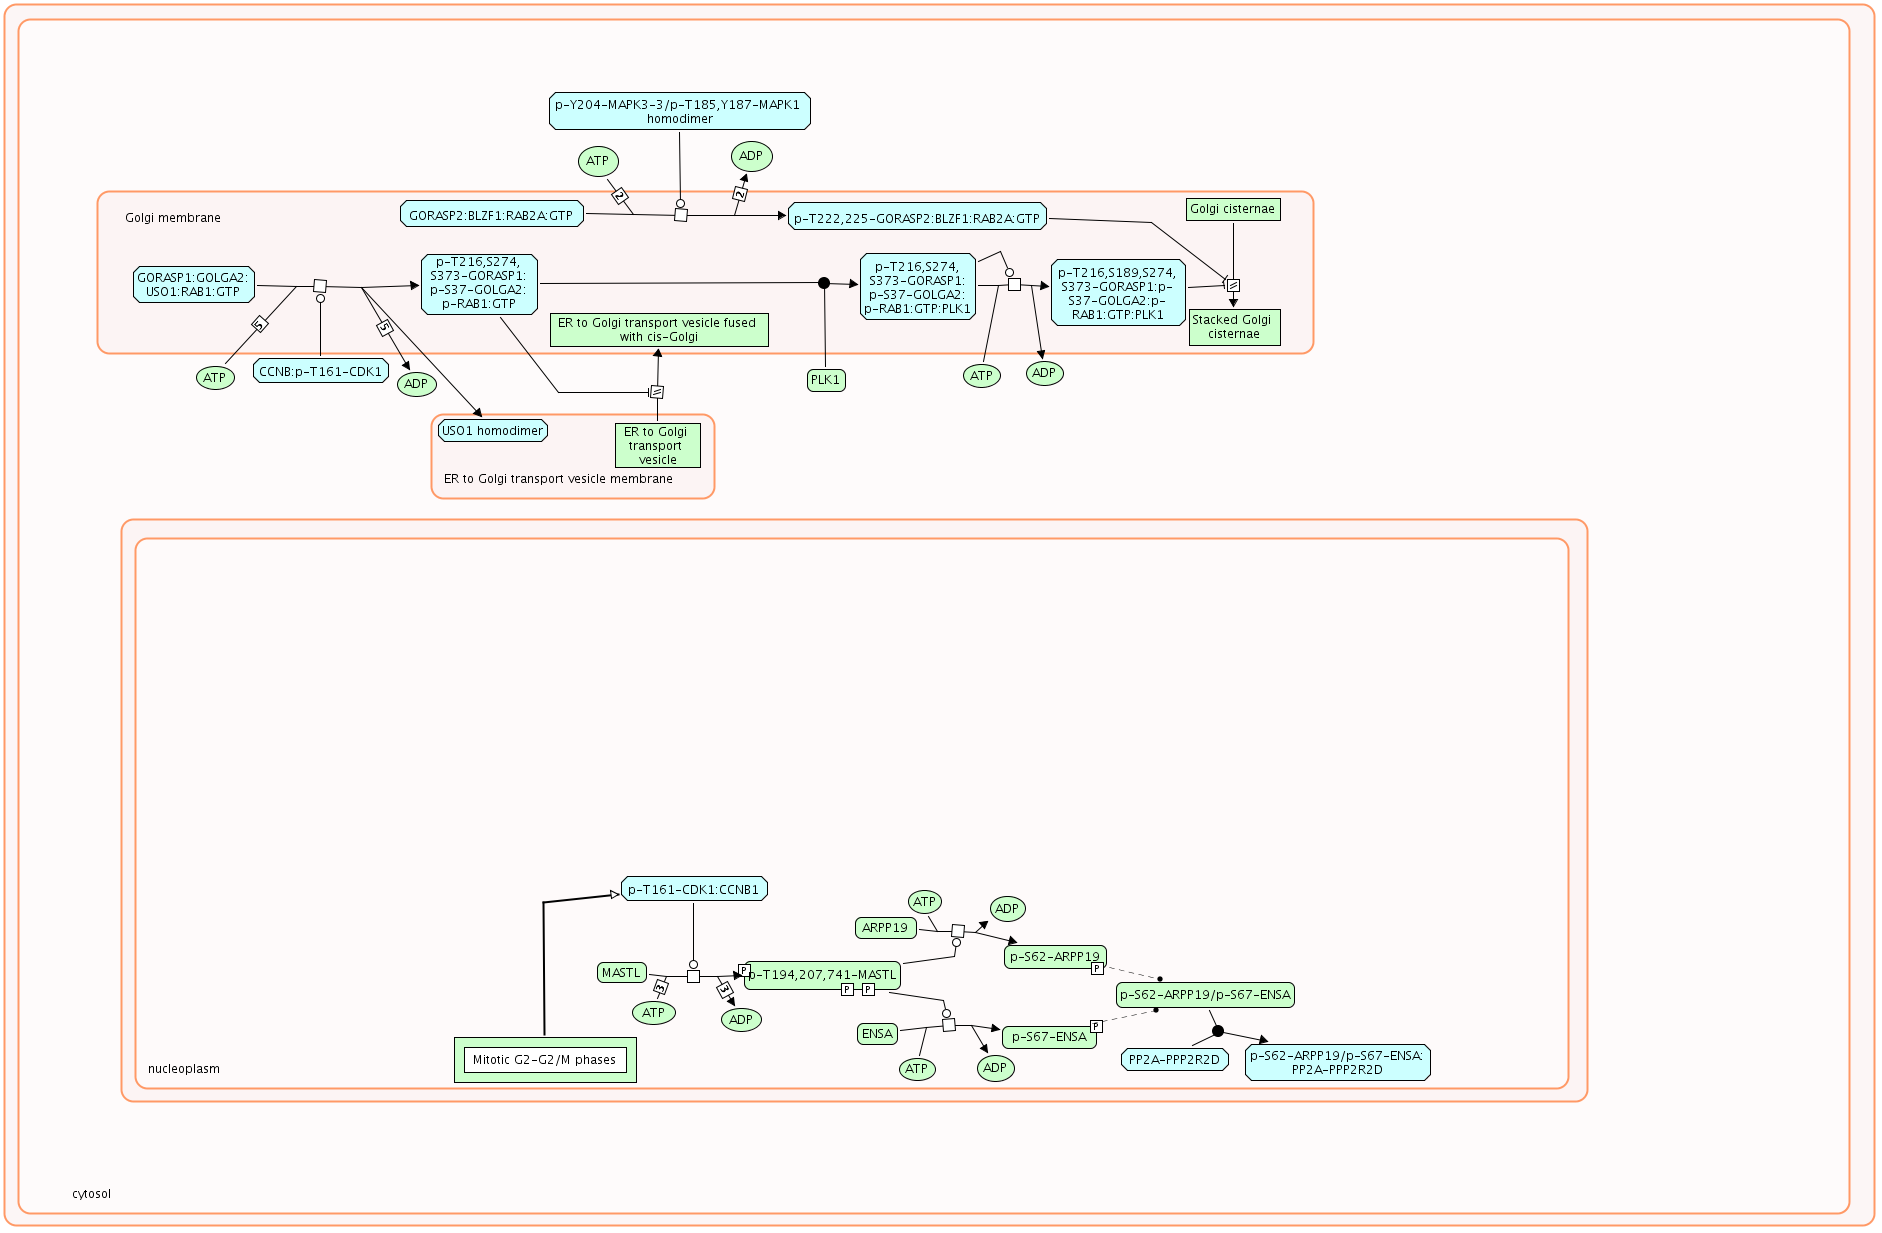 p-Y204-MAPK3-3/p-T185,Y187-MAPK1
homodimer
ATP
ADP
2
2
Golgi membrane
GORASP2:BLZF1:RAB2A:GTP
p-T222,225-GORASP2:BLZF1:RAB2A:GTP
Golgi cisternae
GORASP1:GOLGA2:
USO1:RAB1:GTP
p-T216,S274,
S373-GORASP1:
p-S37-GOLGA2:
p-RAB1:GTP
p-T216,S274,
S373-GORASP1:
p-S37-GOLGA2:
p-RAB1:GTP:PLK1
p-T216,S189,S274,
S373-GORASP1:p-
S37-GOLGA2:p-
RAB1:GTP:PLK1
5
5
ER to Golgi transport vesicle fused
with cis-Golgi
Stacked Golgi
cisternae
ATP
CCNB:p-T161-CDK1
ADP
PLK1
ATP
ADP
USO1 homodimer
ER to Golgi
transport
vesicle
ER to Golgi transport vesicle membrane
p-T161-CDK1:CCNB1
ATP
ADP
ARPP19
p-S62-ARPP19
P
MASTL
3
3
P
p-T194,207,741-MASTL
P
P
ATP
ADP
p-S62-ARPP19/p-S67-ENSA
ENSA
p-S67-ENSA
P
ATP
ADP
PP2A-PPP2R2D
p-S62-ARPP19/p-S67-ENSA:
PP2A-PPP2R2D
Mitotic G2-G2/M phases
nucleoplasm
cytosol